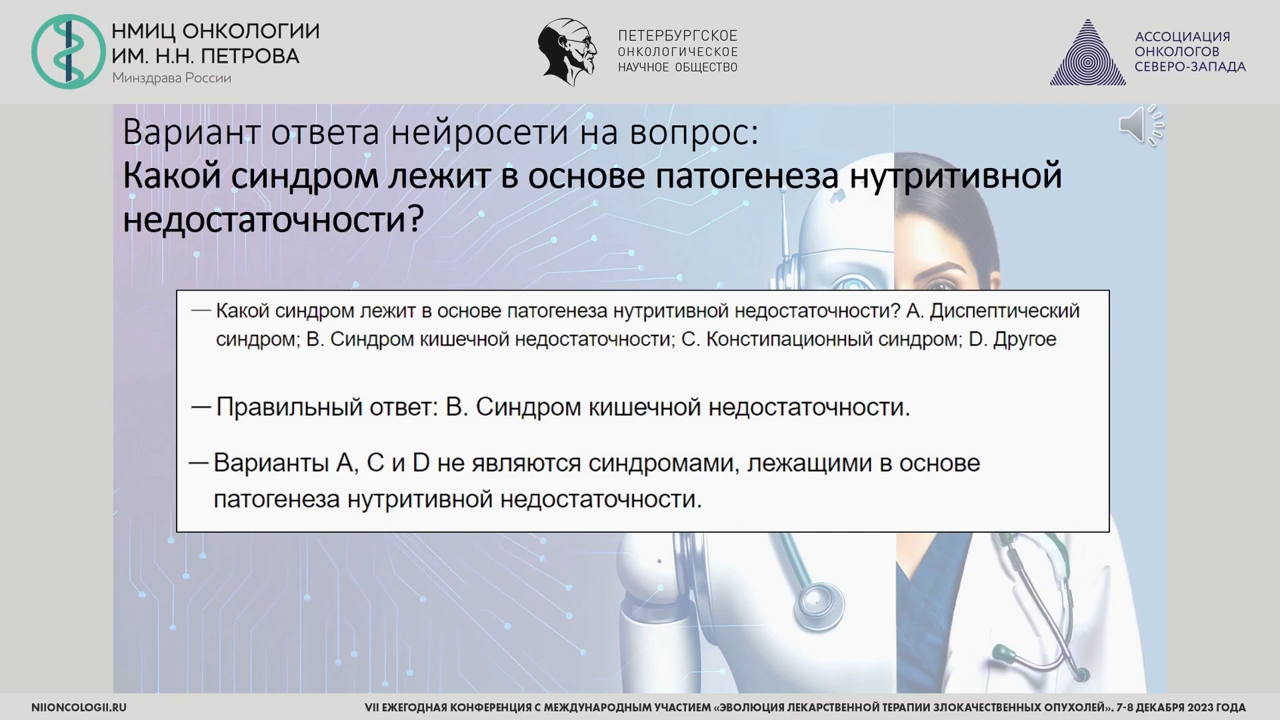 НМИЦ ОНКОЛОГИИ
ИМ. Н.Н. ПЕТРОВА
Минздрава России
ПЕТЕРБУРГСКОЕ
ОНКОЛОГИЧЕСКОЕ
НАУЧНОЕ ОБЩЕСТВО
АССОЦИАЦИЯ
ОНКОЛОГОВ
СЕВЕРО-ЗАПАДА
Вариант ответа нейросети на вопрос:
Какой синдром лежит в основе патогенеза нутритивной
недостаточности?
— Какой синдром лежит в основе патогенеза нутритивной недостаточности? А. Диспептический
синдром; В. Синдром кишечной недостаточности; С. Констипационный синдром; D. Другое
— Правильный ответ: В. Синдром кишечной недостаточности.
— Варианты А, С и D не являются синдромами, лежащими в основе
патогенеза нутритивной недостаточности.
NIIONCOLOGII.RU
VII ЕЖЕГОДНАЯ КОНФЕРЕНЦИЯ С МЕЖДУНАРОДНЫМ УЧАСТИЕМ «ЭВОЛЮЦИЯ ЛЕКАРСТВЕННОЙ ТЕРАПИИ ЗЛОКАЧЕСТВЕННЫХ ОПУХОЛЕЙ». 7-8 ДЕКАБРЯ 2023 ГОДА